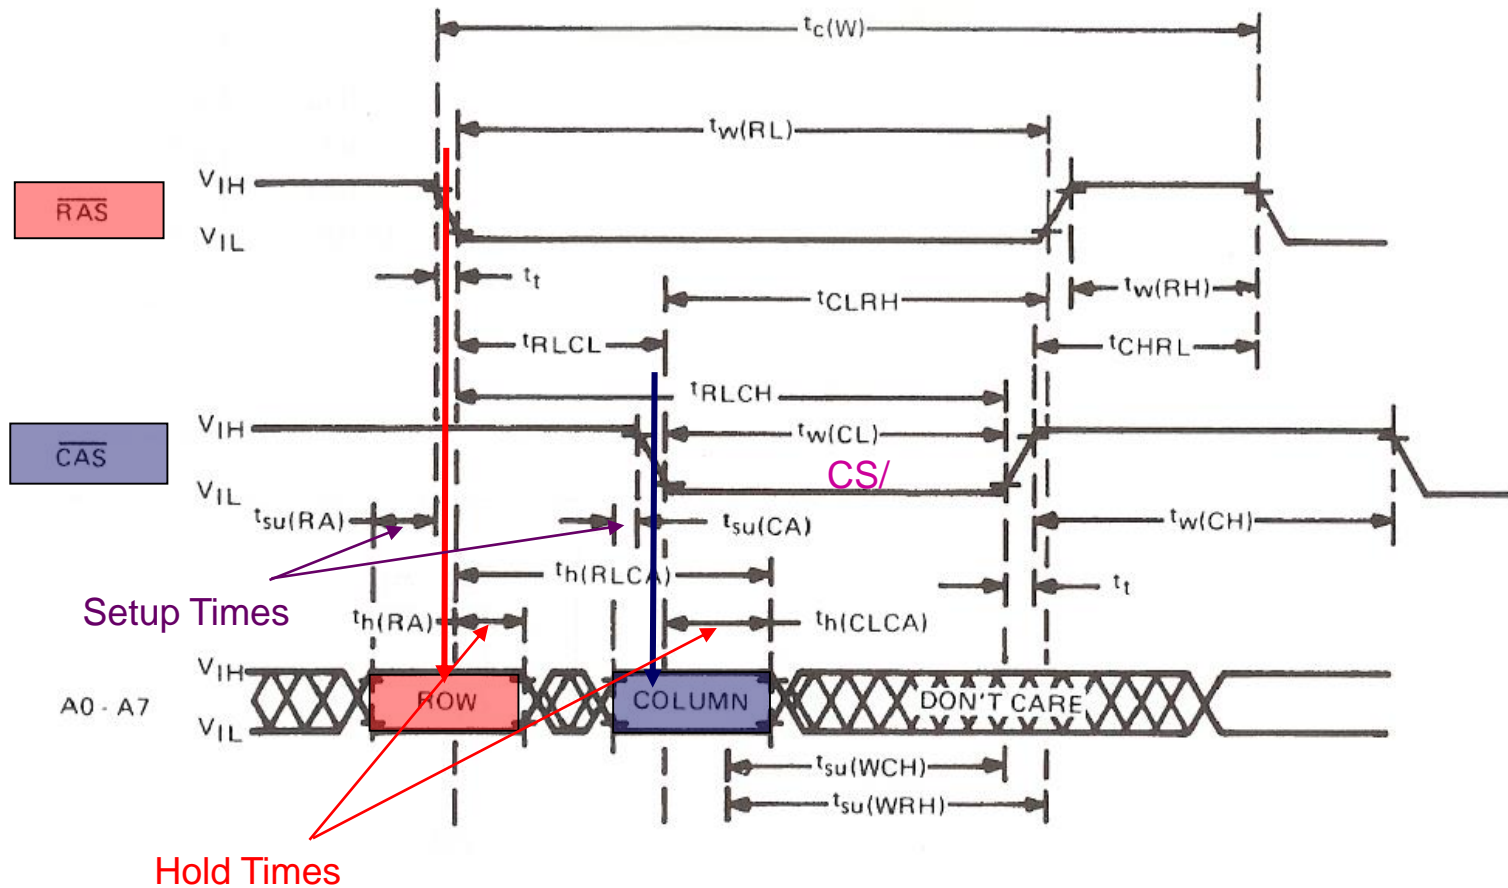 tc(W)
tw(RL)
VIH
RAS
VIL
tt
tw(RH)
tCLRH
tRLCL
tCHRL
tRLCH
VIH
tw(CL)
CAS
CS/
VIL
tsu(RA)
tsu(CA)
tw(CH)
th(RLCA)
tt
Setup Times
th(RA)
th(CLCA)
VIH
A0 - A7
ROW
COLUMN
DON'T CARE
VIL
tsu(WCH)
tsu(WRH)
Hold Times